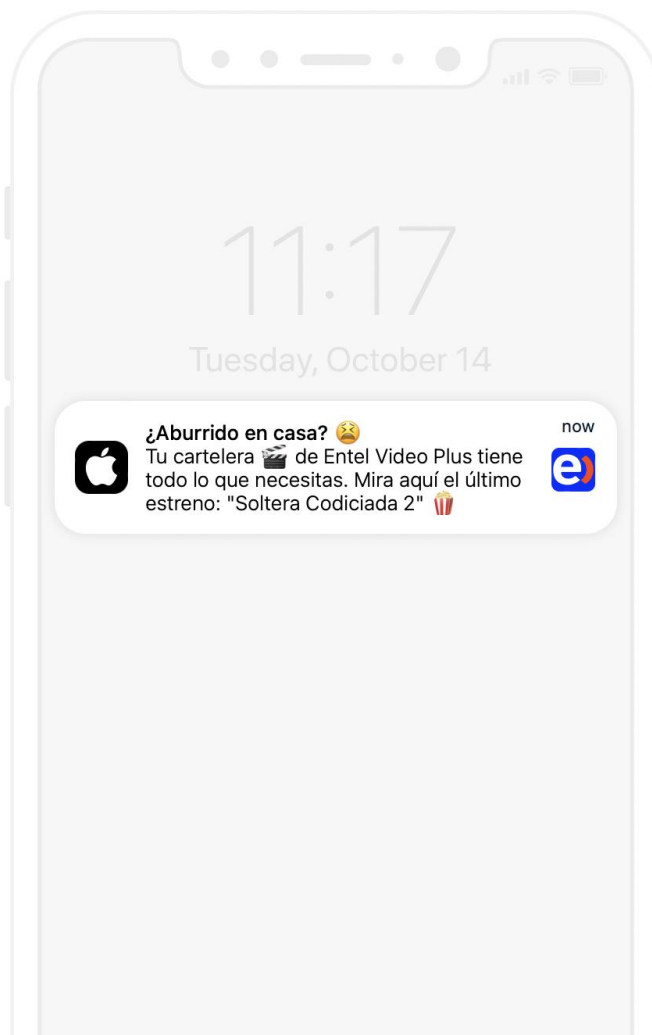 11:17
Tuesday, October 14
¿Aburrido en casa? 😫
now
Tu cartelera 🎬 de Entel Video Plus tiene
todo lo que necesitas. Mira aquí el último
estreno: "Soltera Codiciada 2" 🍿
e)